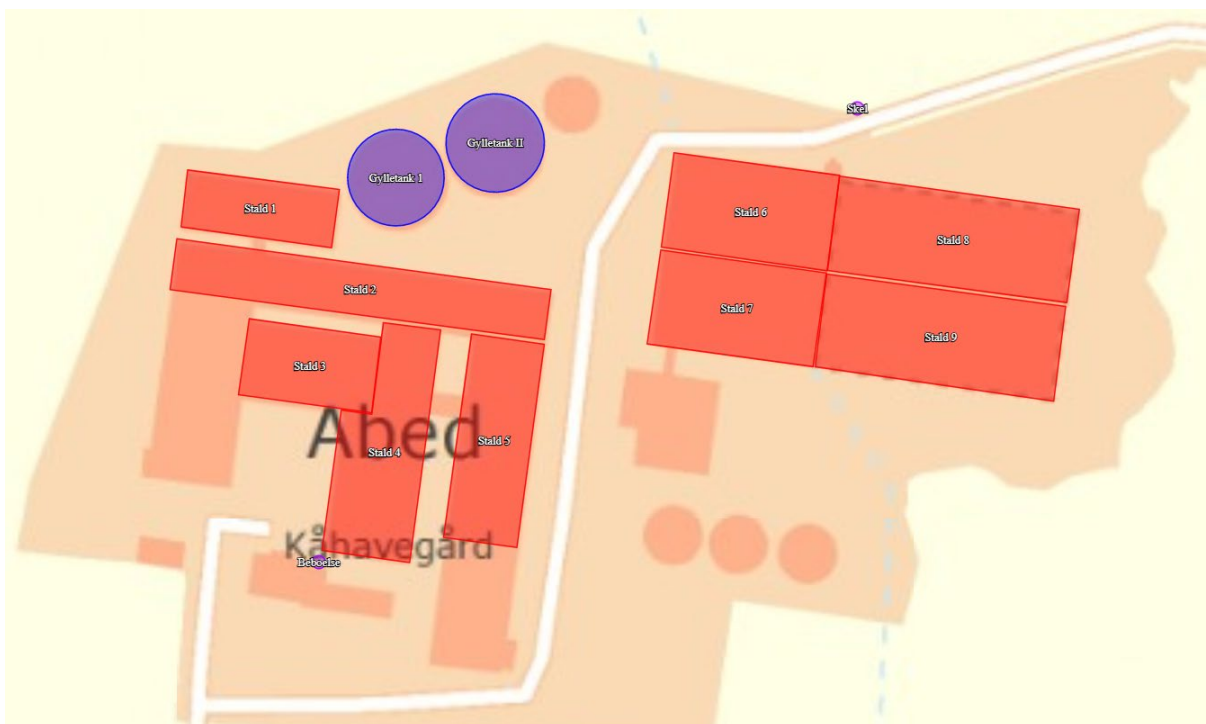 Skel
Gylletank II
Gylletank 1
Stald 1
Stald 6
Stald 8
Stald 2
Stald 7
Stald 9
Stald 3
Abed
Stald 4
Stald 5
Kåhavegård
Beboelse